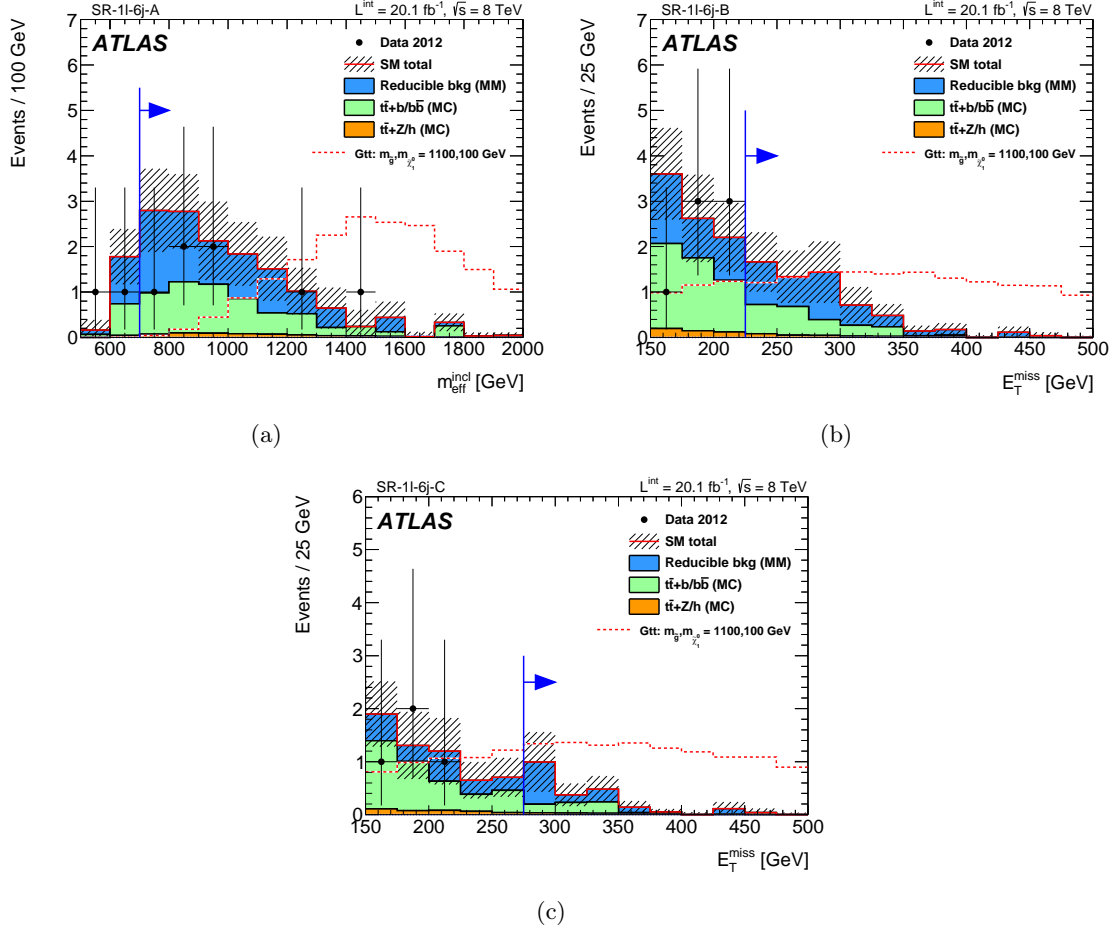 SR-1l-6j-A
L^int = 20.1 fb⁻¹, √s = 8 TeV
ATLAS
Data 2012
SM total
Reducible bkg (MM)
tt̄+b/bb̄ (MC)
tt̄+Z/h (MC)
Gtt: m_g̃,m_χ̃₁⁰ = 1100,100 GeV
Events / 100 GeV
7
6
5
4
3
2
1
0
600 800 1000 1200 1400 1600 1800 2000
m_eff^incl [GeV]
(a)
SR-1l-6j-B
L^int = 20.1 fb⁻¹, √s = 8 TeV
ATLAS
Data 2012
SM total
Reducible bkg (MM)
tt̄+b/bb̄ (MC)
tt̄+Z/h (MC)
Gtt: m_g̃,m_χ̃₁⁰ = 1100,100 GeV
Events / 25 GeV
7
6
5
4
3
2
1
0
150 200 250 300 350 400 450 500
E_T^miss [GeV]
(b)
SR-1l-6j-C
L^int = 20.1 fb⁻¹, √s = 8 TeV
ATLAS
Data 2012
SM total
Reducible bkg (MM)
tt̄+b/bb̄ (MC)
tt̄+Z/h (MC)
Gtt: m_g̃,m_χ̃₁⁰ = 1100,100 GeV
Events / 25 GeV
6
5
4
3
2
1
0
150 200 250 300 350 400 450 500
E_T^miss [GeV]
(c)